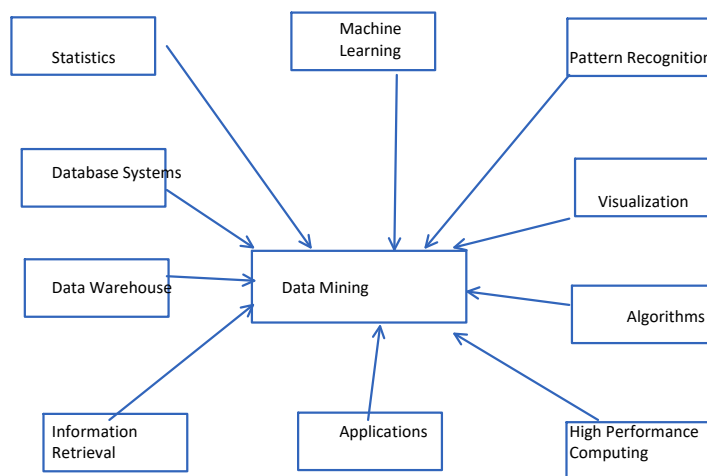 Statistics
Machine
Learning
Pattern Recognition
Database Systems
Visualization
Data Warehouse
Data Mining
Algorithms
Information
Retrieval
Applications
High Performance
Computing